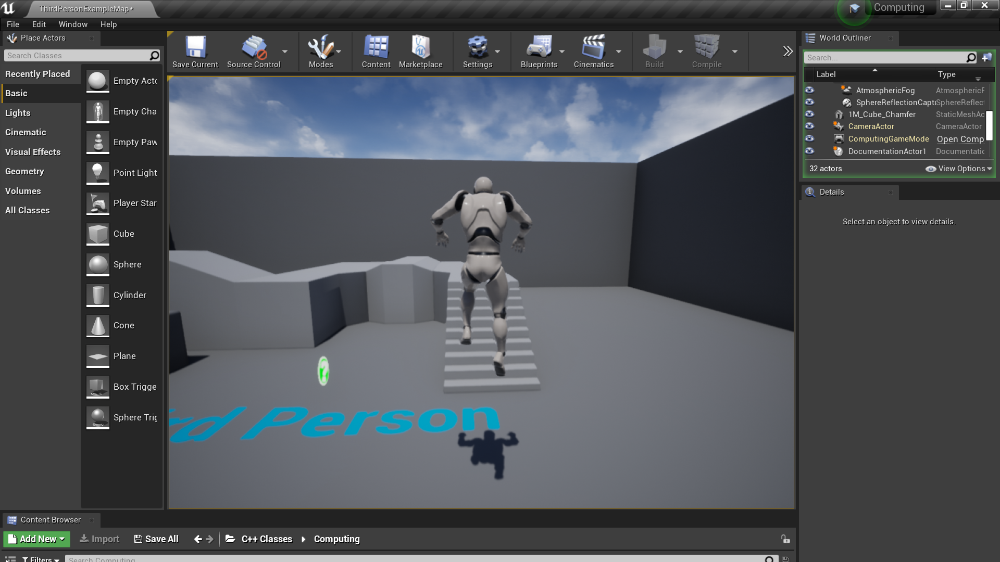 ThirdPersonExampleMap*
Computing
File Edit Window Help
Place Actors
Search Classes
Recently Placed
Basic
Lights
Cinematic
Visual Effects
Geometry
Volumes
All Classes
Empty Acto
Empty Cha
Empty Paw
Point Light
Player Star
Cube
Sphere
Cylinder
Cone
Plane
Box Trigge
Sphere Trig
Save Current Source Control Modes Content Marketplace Settings Blueprints Cinematics Build Compile
rd Person
World Outliner
Search...
Label Type
AtmosphericFog AtmosphericF
SphereReflectionCaptu SphereReflect
1M_Cube_Chamfer StaticMeshAc
CameraActor CameraActor
ComputingGameMode Open Comp
DocumentationActor1 Documentatic
32 actors View Options
Details
Select an object to view details.
Content Browser
Add New Import Save All C++ Classes Computing
Filters Search Computing